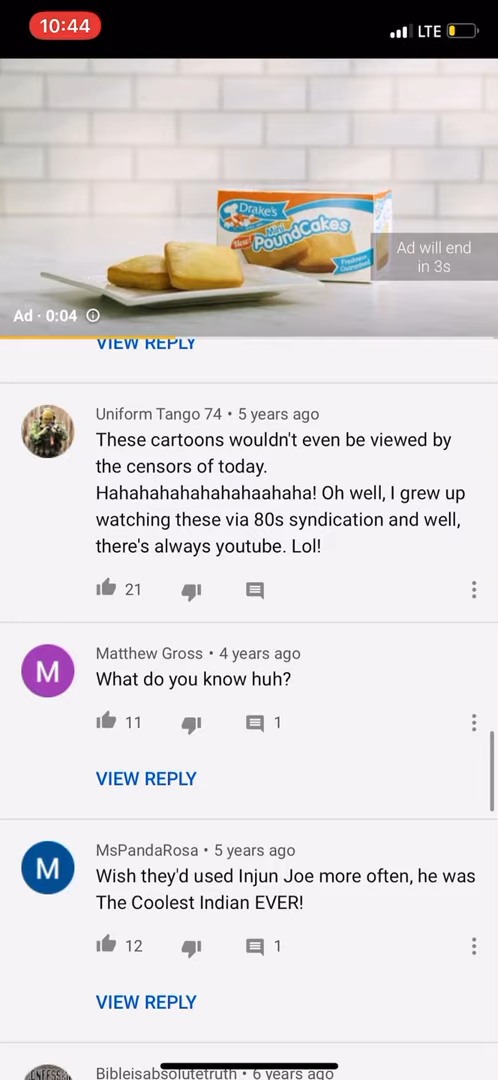 10:44
LTE
Drake's
New!
Mini
PoundCakes
Freshness
Guaranteed
Ad will end
in 3s
Ad · 0:04
VIEW REPLY
Uniform Tango 74 • 5 years ago
These cartoons wouldn't even be viewed by
the censors of today.
Hahahahahahahahaahaha! Oh well, I grew up
watching these via 80s syndication and well,
there's always youtube. Lol!
21
M
Matthew Gross • 4 years ago
What do you know huh?
11
1
VIEW REPLY
M
MsPandaRosa • 5 years ago
Wish they'd used Injun Joe more often, he was
The Coolest Indian EVER!
12
1
VIEW REPLY
Bibleisabsolutetruth • 6 years ago